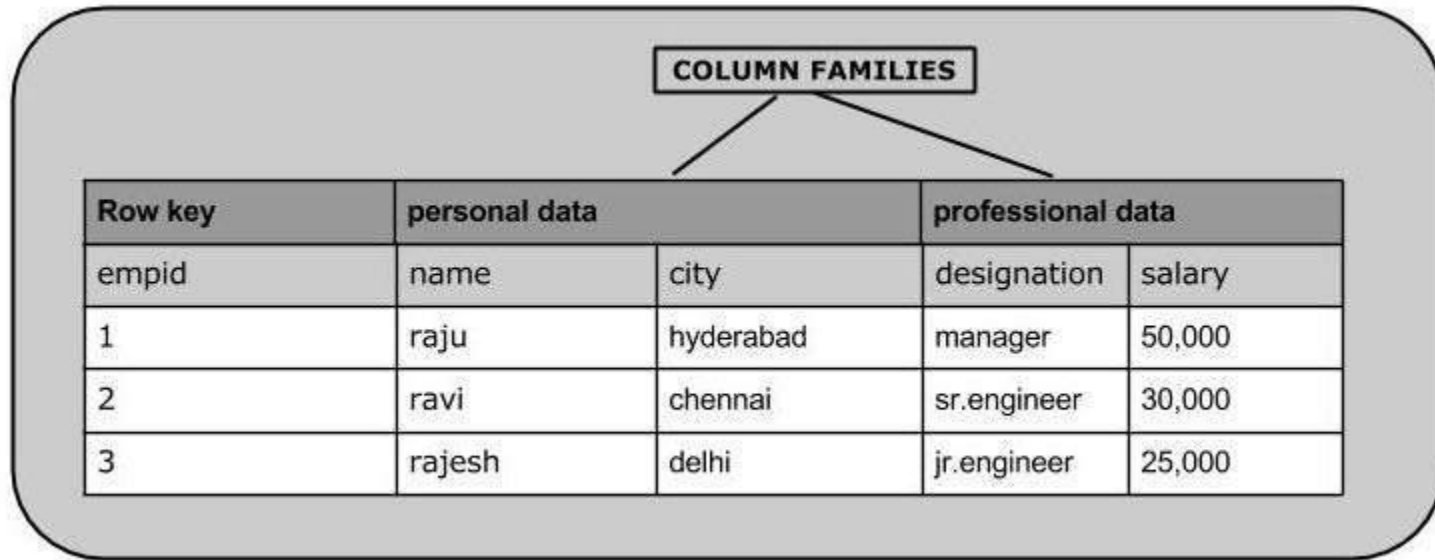 COLUMN FAMILIES
Row key personal data professional data
empid name city designation salary
1 raju hyderabad manager 50,000
2 ravi chennai sr.engineer 30,000
3 rajesh delhi jr.engineer 25,000